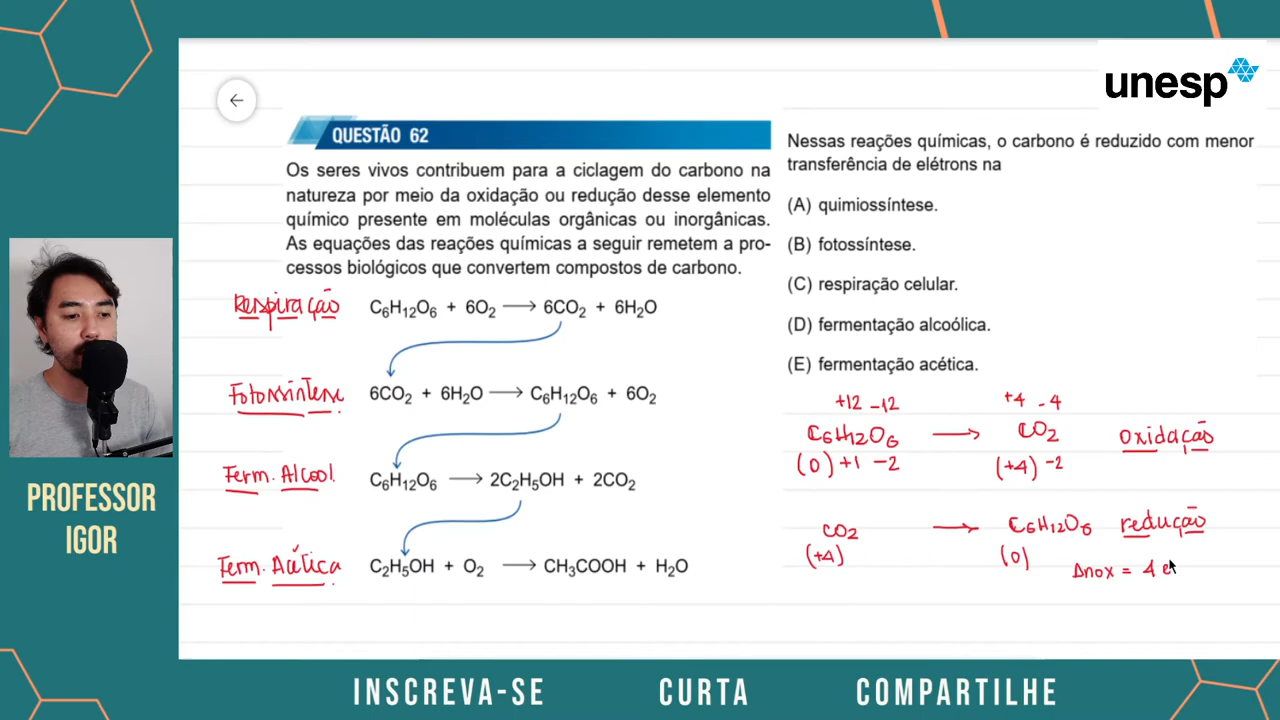 unesp
QUESTÃO 62
Os seres vivos contribuem para a ciclagem do carbono na
natureza por meio da oxidação ou redução desse elemento
químico presente em moléculas orgânicas ou inorgânicas.
As equações das reações químicas a seguir remetem a pro-
cessos biológicos que convertem compostos de carbono.
Respiração C₆H₁₂O₆ + 6O₂ ⟶ 6CO₂ + 6H₂O
Fotossíntese 6CO₂ + 6H₂O ⟶ C₆H₁₂O₆ + 6O₂
Ferm. Alcool. C₆H₁₂O₆ ⟶ 2C₂H₅OH + 2CO₂
Ferm. Acética C₂H₅OH + O₂ ⟶ CH₃COOH + H₂O
Nessas reações químicas, o carbono é reduzido com menor
transferência de elétrons na
(A) quimiossíntese.
(B) fotossíntese.
(C) respiração celular.
(D) fermentação alcoólica.
(E) fermentação acética.
+12 -12 +4 -4
C₆H₁₂O₆ ⟶ CO₂ oxidação
(0) +1 -2 (+4) -2
CO₂ ⟶ C₆H₁₂O₆ redução
(+4) (0) Δnox = 4 e
PROFESSOR
IGOR
INSCREVA-SE CURTA COMPARTILHE